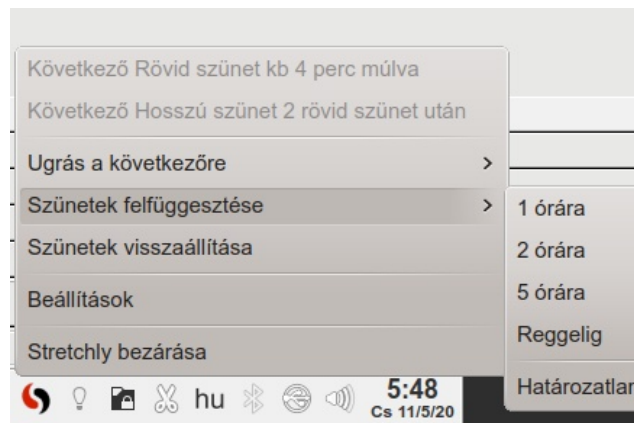 Következő Rövid szünet kb 4 perc múlva
Következő Hosszú szünet 2 rövid szünet után
Ugrás a következőre
Szünetek felfüggesztése
Szünetek visszaállítása
Beállítások
Stretchly bezárása
1 órára
2 órára
5 órára
Reggelig
hu
5:48
Cs 11/5/20